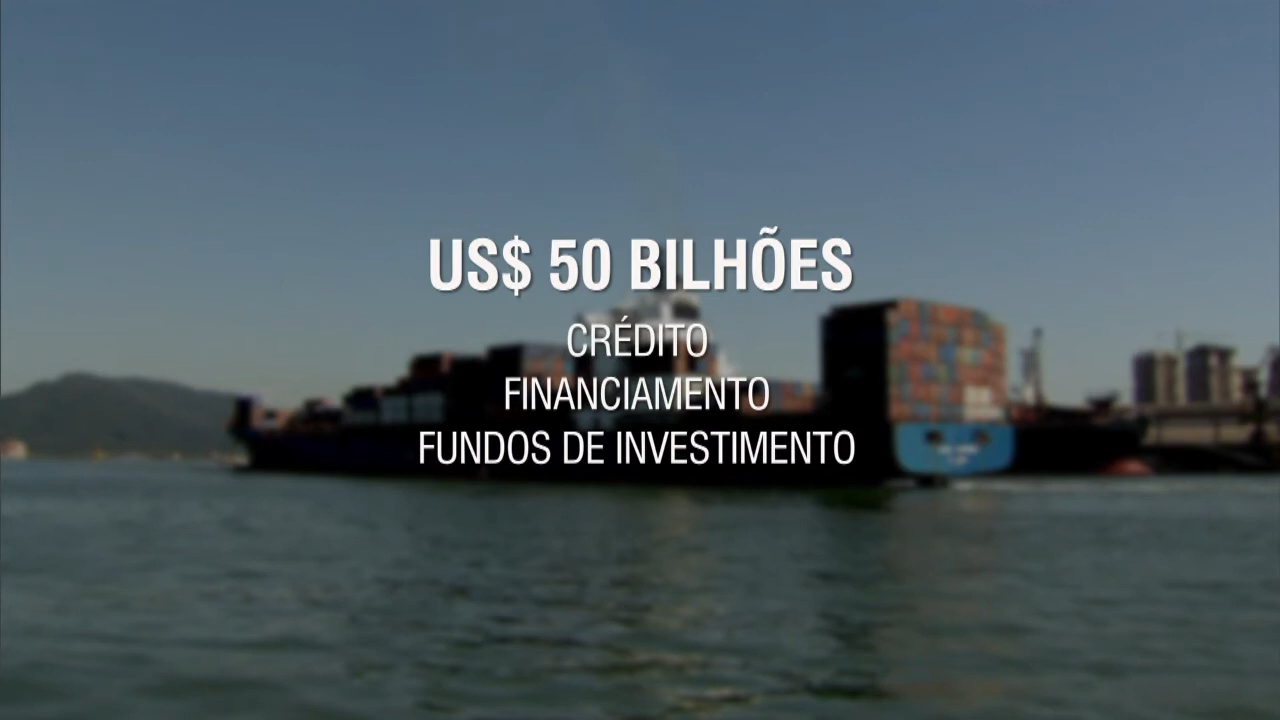 US$ 50 BILHÕES
CRÉDITO
FINANCIAMENTO
FUNDOS DE INVESTIMENTO